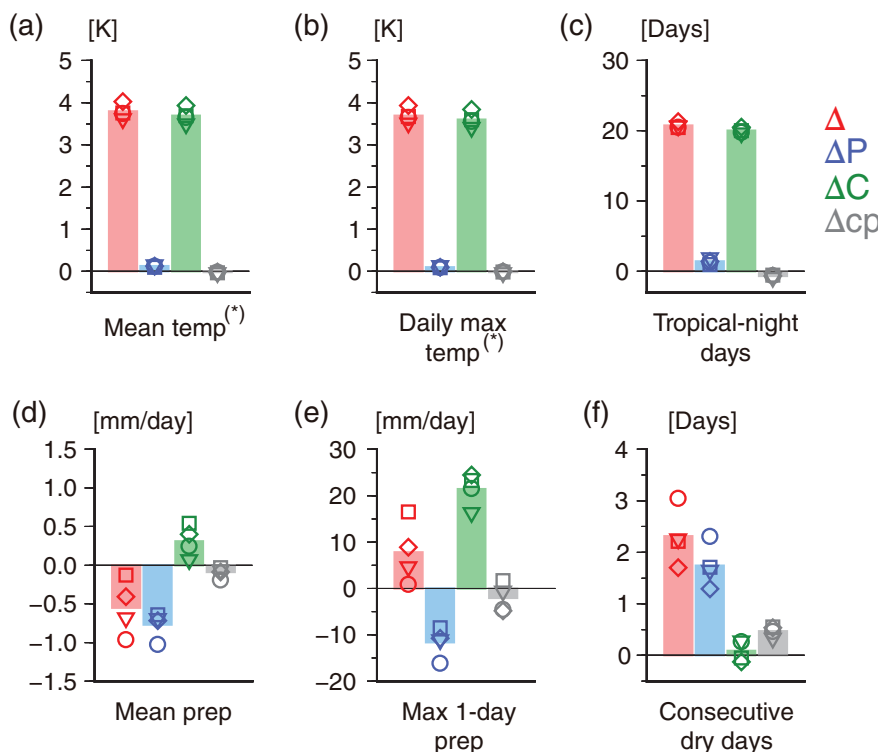 (a) [K]
5
4
3
2
1
0
Mean temp(*)
(b) [K]
5
4
3
2
1
0
Daily max
temp(*)
(c) [Days]
30
20
10
0
Tropical-night
days
Δ
ΔP
ΔC
Δcp
(d) [mm/day]
1.5
1.0
0.5
0.0
−0.5
−1.0
−1.5
Mean prep
(e) [mm/day]
30
20
10
0
−10
−20
Max 1-day
prep
(f) [Days]
4
3
2
1
0
Consecutive
dry days